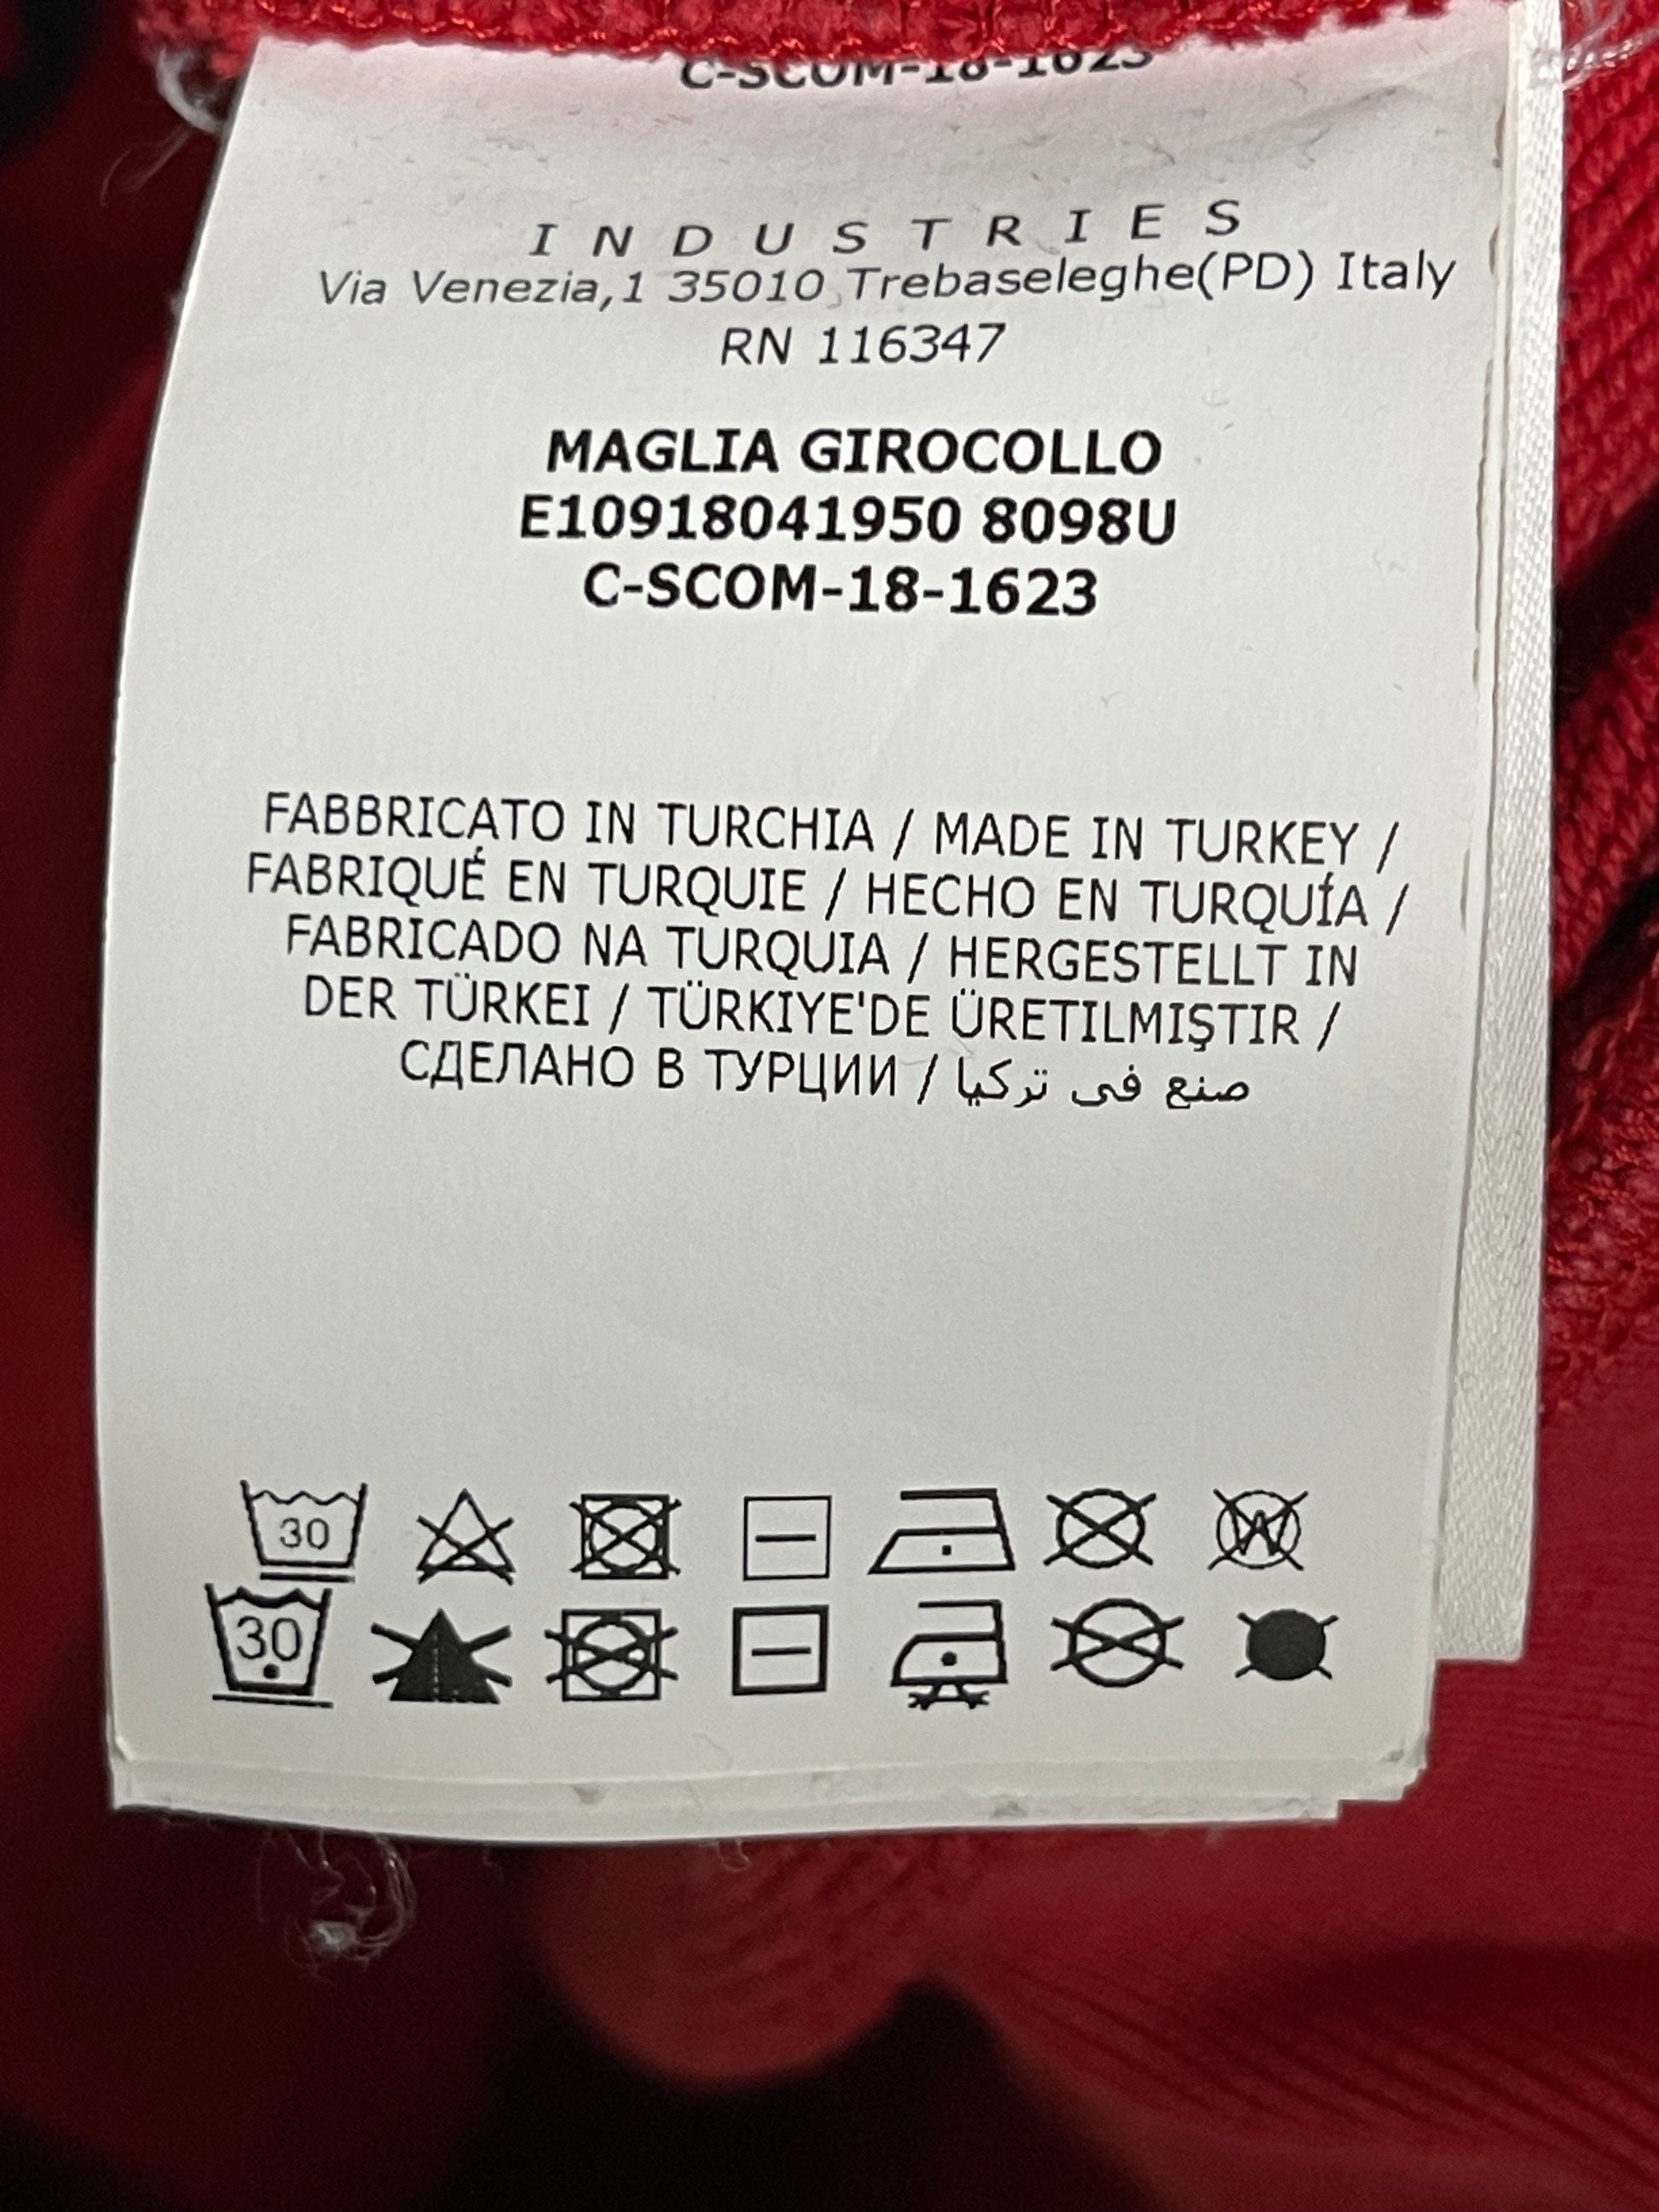 C-SCOM-18-1623
INDUSTRIES
Via Venezia,1 35010 Trebaseleghe(PD) Italy
RN 116347
MAGLIA GIROCOLLO
E10918041950 8098U
C-SCOM-18-1623
FABBRICATO IN TURCHIA / MADE IN TURKEY /
FABRIQUÉ EN TURQUIE / HECHO EN TURQUÍA /
FABRICADO NA TURQUIA / HERGESTELLT IN
DER TÜRKEI / TÜRKIYE'DE ÜRETILMIŞTIR /
СДЕЛАНО В ТУРЦИИ / صنع فى تركيا
30 W
30